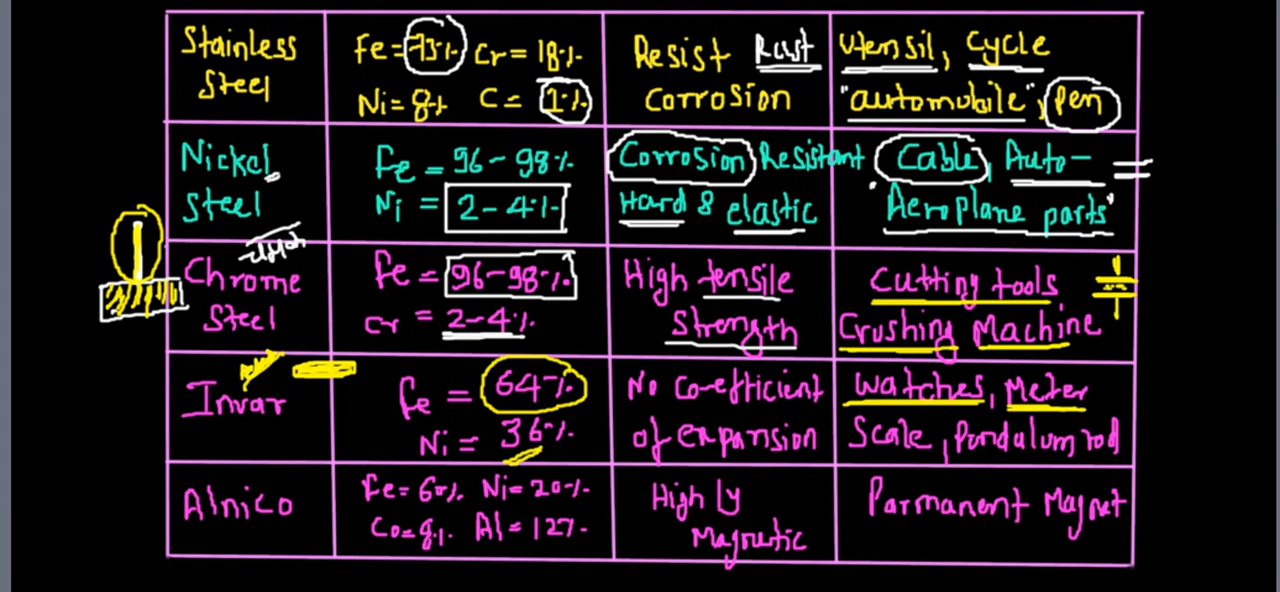 Stainless
Steel
Fe=73% Cr = 18%
Ni = 8% C = 1%
Resist Rust
Corrosion
Utensil, Cycle
"automobile", pen
Nickel
Steel
Fe = 96-98%
Ni = 2-4%
Corrosion Resistant
Hard & elastic
Cable, Auto-
"Aeroplane parts"
Chrome
Steel
Fe = 96-98%
Cr = 2-4%
High tensile
Strength
Cutting tools
Crushing Machine
Invar
Fe = 64%
Ni = 36%
No Co-efficient
of expansion
Watches, Meter
Scale, Pandulum rod
Alnico
Fe= 60% Ni= 20%
Co=8% Al = 12%
Highly
Magnetic
Parmanent Magnet